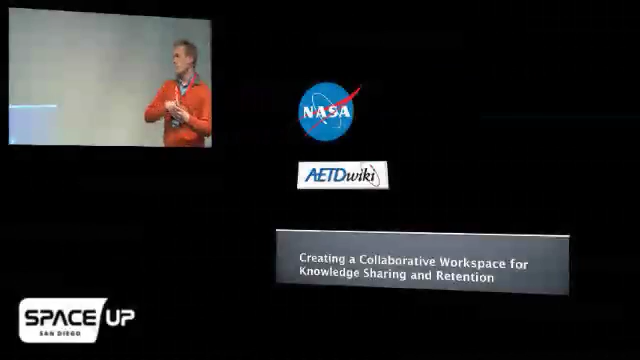 NASA
AETDwiki
Creating a Collaborative Workspace for
Knowledge Sharing and Retention
SPACE UP
SAN DIEGO